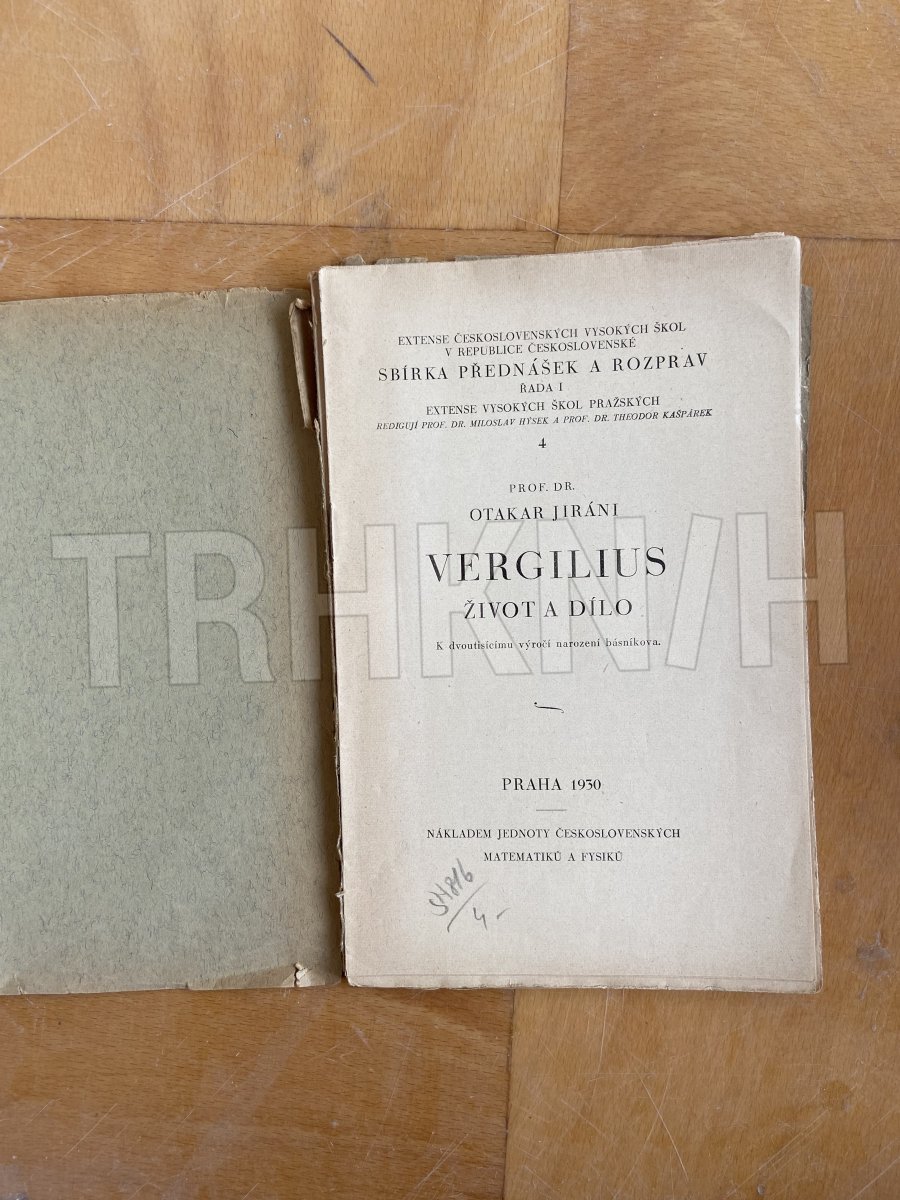 EXTENSE ČESKOSLOVENSKÝCH VYSOKÝCH ŠKOL
V REPUBLICE ČESKOSLOVENSKÉ
SBÍRKA PŘEDNÁŠEK A ROZPRAV
ŘADA I
EXTENSE VYSOKÝCH ŠKOL PRAŽSKÝCH
REDIGUJÍ PROF. DR. MILOSLAV HÝSEK A PROF. DR. THEODOR KAŠPÁREK
4
PROF. DR.
OTAKAR JIRÁNI
VERGILIUS
ŽIVOT A DÍLO
K dvoutisícímu výročí narození básníkova.
TRHKNIH
PRAHA 1930
NÁKLADEM JEDNOTY ČESKOSLOVENSKÝCH
MATEMATIKŮ A FYSIKŮ
4-